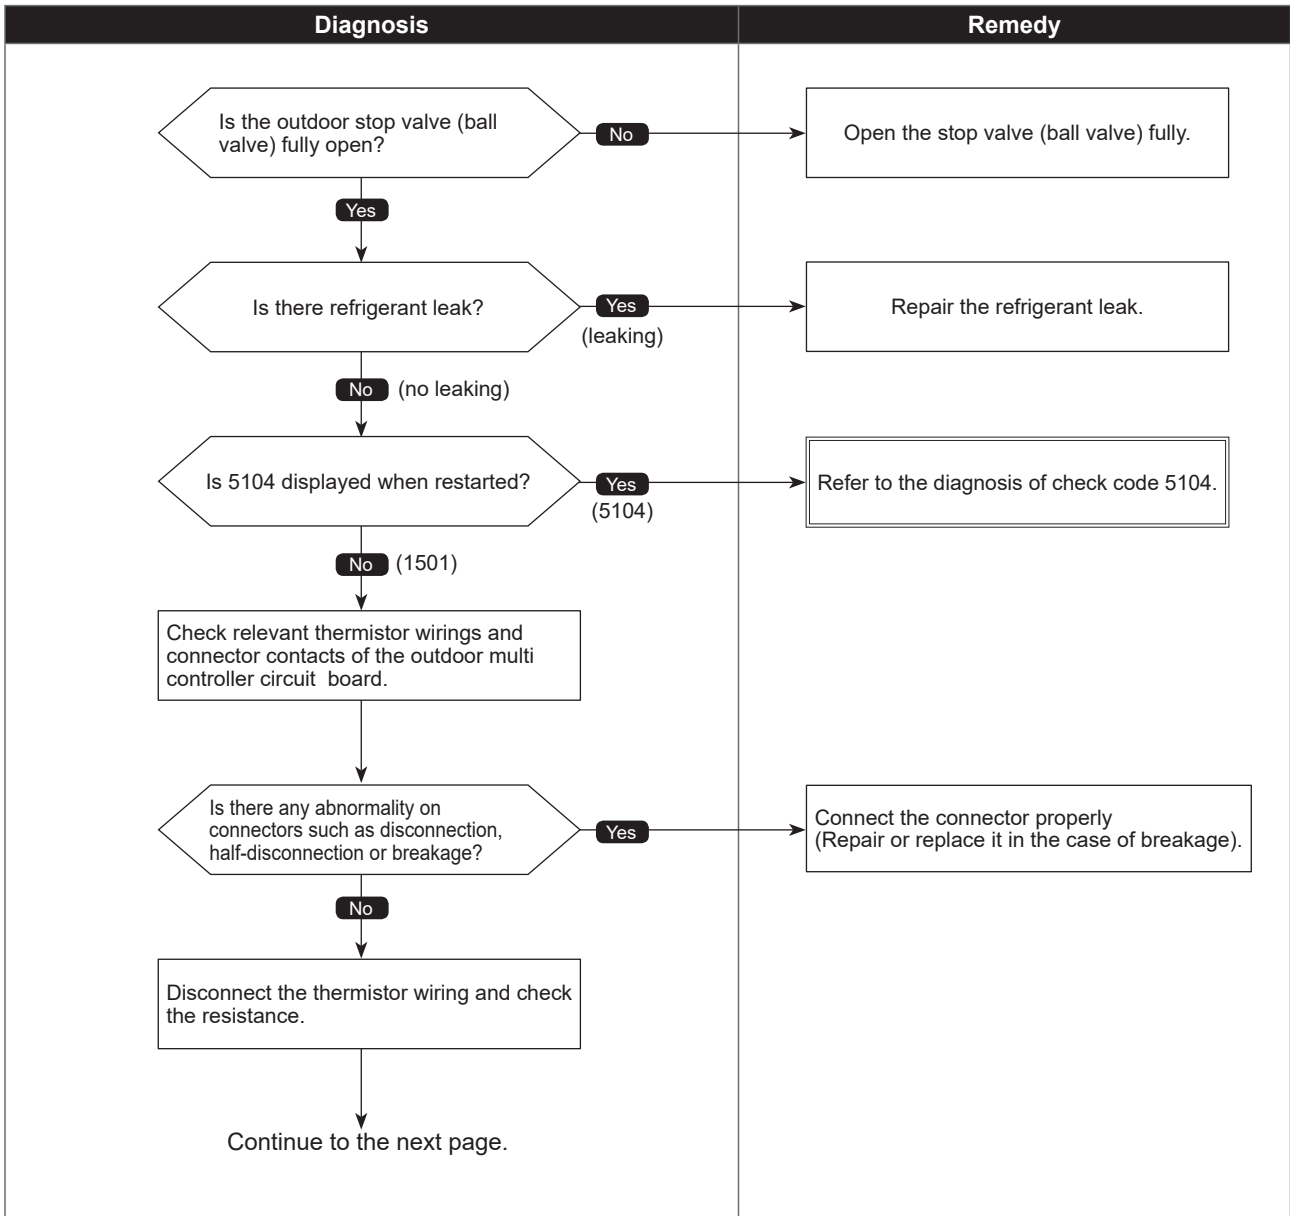 Diagnosis
Remedy
Is the outdoor stop valve (ball
valve) fully open?
No
Open the stop valve (ball valve) fully.
Yes
Is there refrigerant leak?
Yes
(leaking)
Repair the refrigerant leak.
No (no leaking)
Is 5104 displayed when restarted?
Yes
(5104)
Refer to the diagnosis of check code 5104.
No (1501)
Check relevant thermistor wirings and
connector contacts of the outdoor multi
controller circuit board.
Is there any abnormality on
connectors such as disconnection,
half-disconnection or breakage?
Yes
Connect the connector properly
(Repair or replace it in the case of breakage).
No
Disconnect the thermistor wiring and check
the resistance.
Continue to the next page.